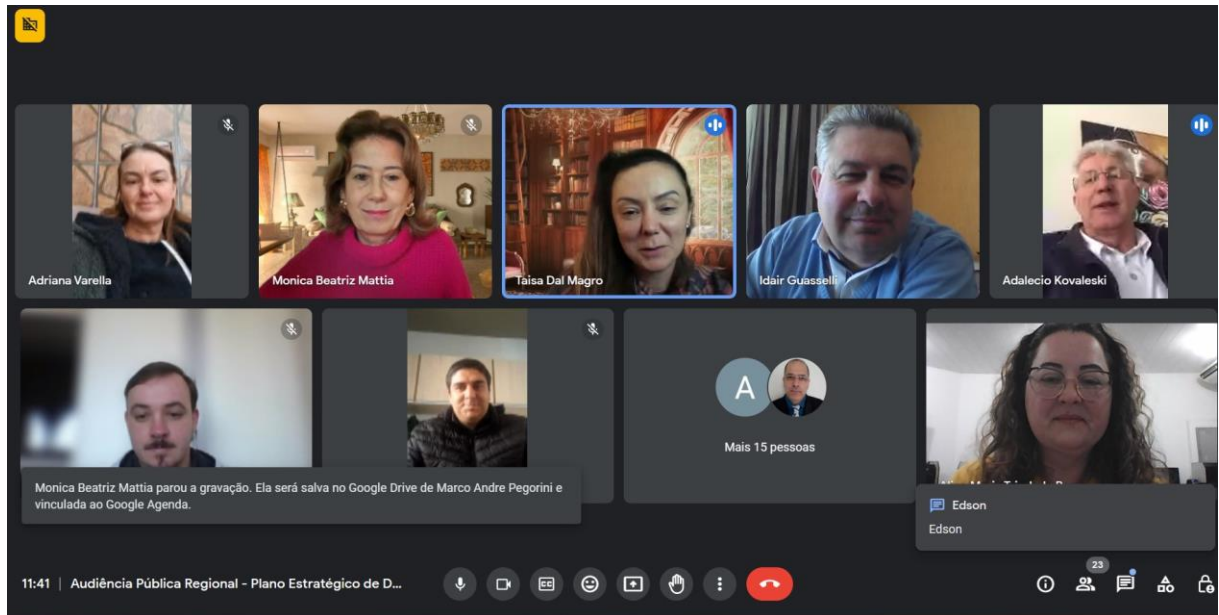 Adriana Varella
Monica Beatriz Mattia
Taisa Dal Magro
Idair Guasselli
Adalecio Kovaleski
A
Mais 15 pessoas
Monica Beatriz Mattia parou a gravação. Ela será salva no Google Drive de Marco Andre Pegorini e
vinculada ao Google Agenda.
Edson
Edson
11:41 | Audiência Pública Regional - Plano Estratégico de D...
CC
23